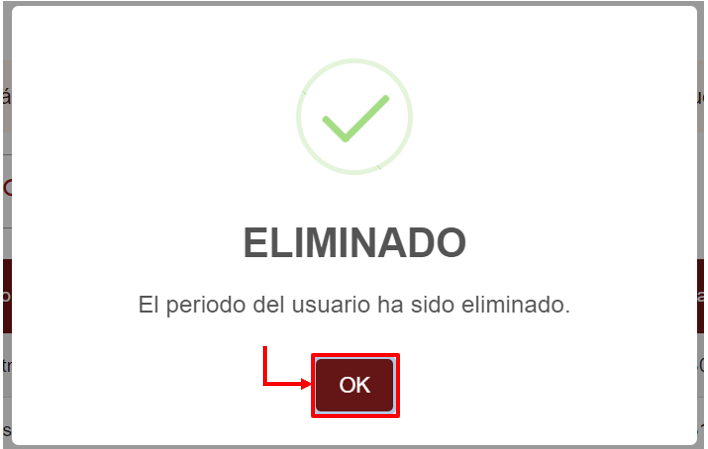 ELIMINADO
El periodo del usuario ha sido eliminado.
OK